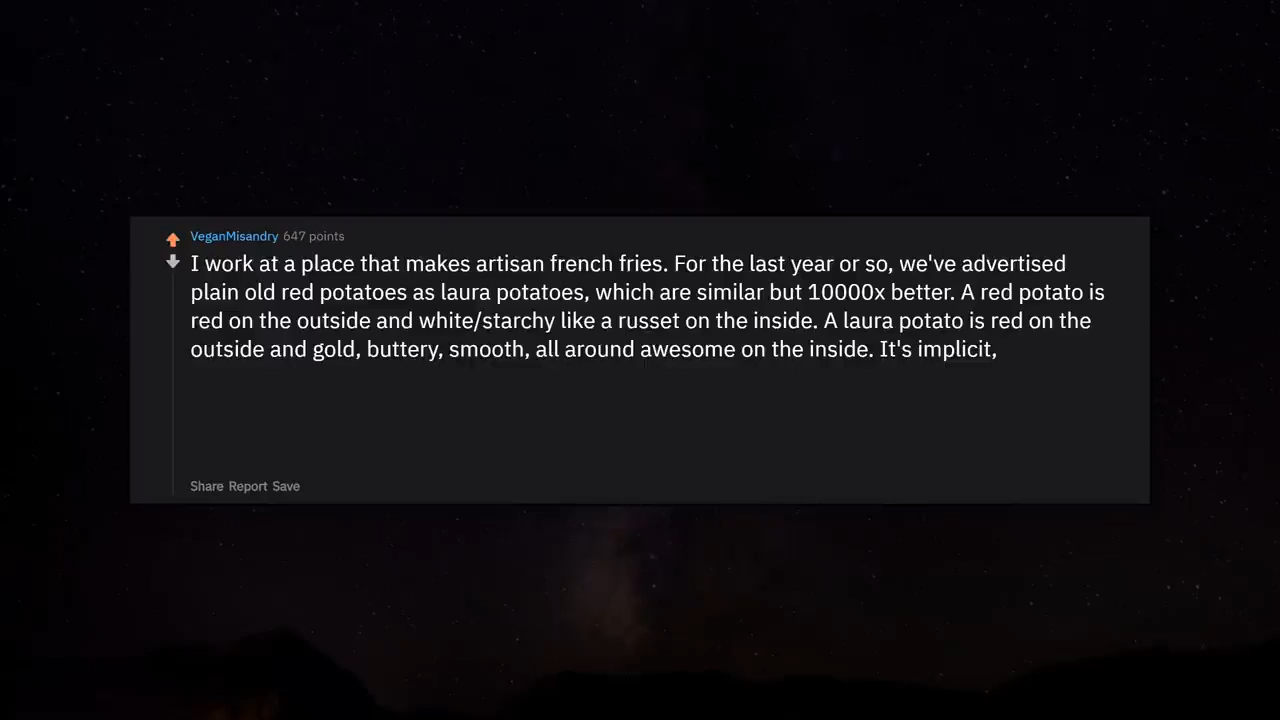 VeganMisandry 647 points
I work at a place that makes artisan french fries. For the last year or so, we've advertised
plain old red potatoes as laura potatoes, which are similar but 10000x better. A red potato is
red on the outside and white/starchy like a russet on the inside. A laura potato is red on the
outside and gold, buttery, smooth, all around awesome on the inside. It's implicit,
Share Report Save